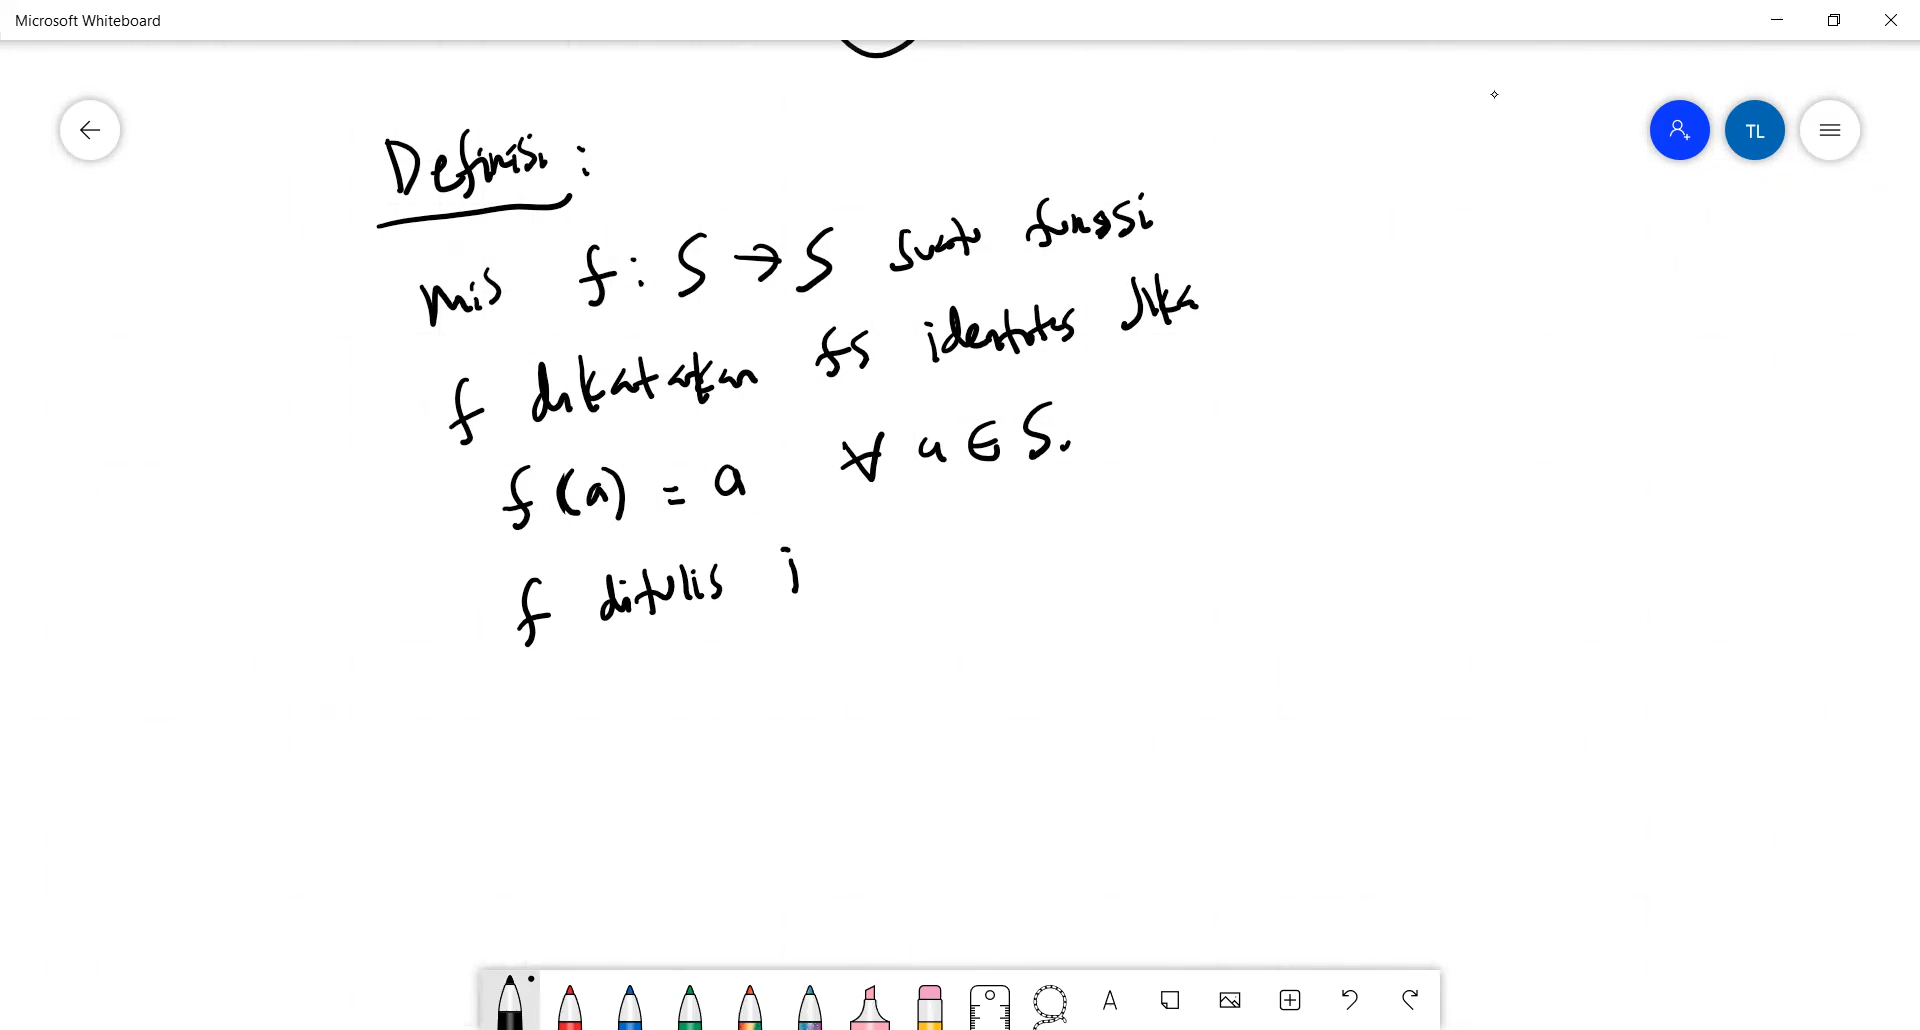 Microsoft Whiteboard
TL
Definisi :
mis f : S → S suatu fungsi
f dikatakan fs identitas jika
f(a) = a ∀ a ∈ S.
f ditulis i